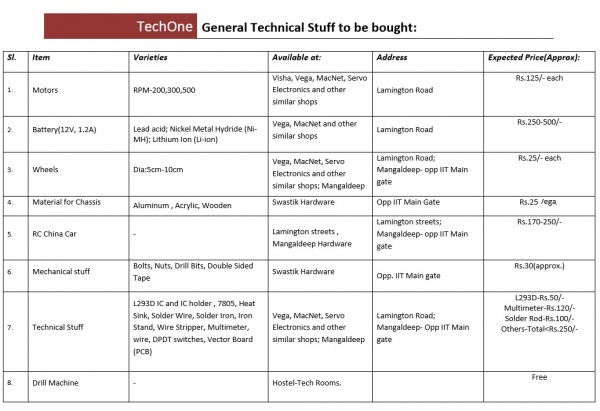 TechOne General Technical Stuff to be bought:
Sl. Item Varieties Available at: Address Expected Price(Approx):
1. Motors RPM-200,300,500 Visha, Vega, MacNet, Servo Electronics and other similar shops Lamington Road Rs.125/- each
2. Battery(12V, 1.2A) Lead acid; Nickel Metal Hydride (Ni-MH); Lithium Ion (Li-ion) Vega, MacNet and other similar shops Lamington Road Rs.250-500/-
3. Wheels Dia:5cm-10cm Vega, MacNet, Servo Electronics and other similar shops; Mangaldeep Lamington Road; Mangaldeep- opp IIT Main gate Rs.25/- each
4. Material for Chassis Aluminum , Acrylic, Wooden Swastik Hardware Opp IIT Main Gate Rs.25
5. RC China Car - Lamington streets , Mangaldeep Hardware Lamington streets; Mangaldeep- opp IIT Main gate Rs.170-250/-
6. Mechanical stuff Bolts, Nuts, Drill Bits, Double Sided Tape Swastik Hardware Opp. IIT Main gate Rs.30(approx.)
7. Technical Stuff L293D IC and IC holder , 7805, Heat Sink, Solder Wire, Solder Iron, Iron Stand, Wire Stripper, Multimeter, wire, DPDT switches, Vector Board (PCB) Vega, MacNet, Servo Electronics and other similar shops; Mangaldeep Lamington Road; Mangaldeep- Opp IIT Main gate L293D-Rs.50/- Multimeter-Rs.120/- Solder Rod-Rs.100/- Others-Total<Rs.250/-
8. Drill Machine - Hostel-Tech Rooms. Free